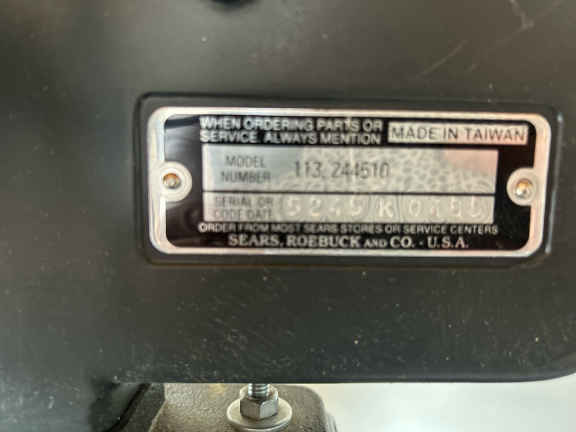 WHEN ORDERING PARTS OR
SERVICE ALWAYS MENTION
MADE IN TAIWAN
MODEL
NUMBER
113.244510
SERIAL OR
CODE DATE
ORDER FROM MOST SEARS STORES OR SERVICE CENTERS
SEARS, ROEBUCK AND CO. - U.S.A.